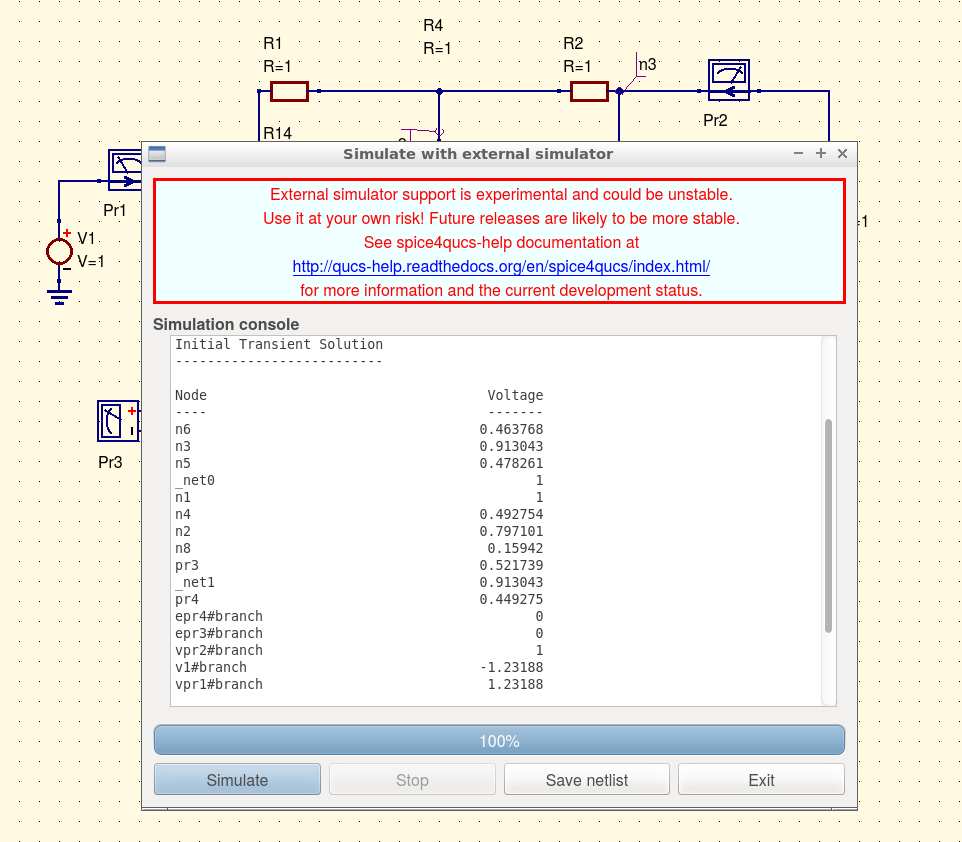 R4
R1
R=1
R2
R=1
R=1
n3
Pr2
R14
Pr1
V1
V=1
=1
Pr3
Simulate with external simulator
External simulator support is experimental and could be unstable.
Use it at your own risk! Future releases are likely to be more stable.
See spice4qucs-help documentation at
http://qucs-help.readthedocs.org/en/spice4qucs/index.html/
for more information and the current development status.
Simulation console
Initial Transient Solution
--------------------------
Node Voltage
---- -------
n6 0.463768
n3 0.913043
n5 0.478261
_net0 1
n1 1
n4 0.492754
n2 0.797101
n8 0.15942
pr3 0.521739
_net1 0.913043
pr4 0.449275
epr4#branch 0
epr3#branch 0
vpr2#branch 1
v1#branch -1.23188
vpr1#branch 1.23188
100%
Simulate Stop Save netlist Exit